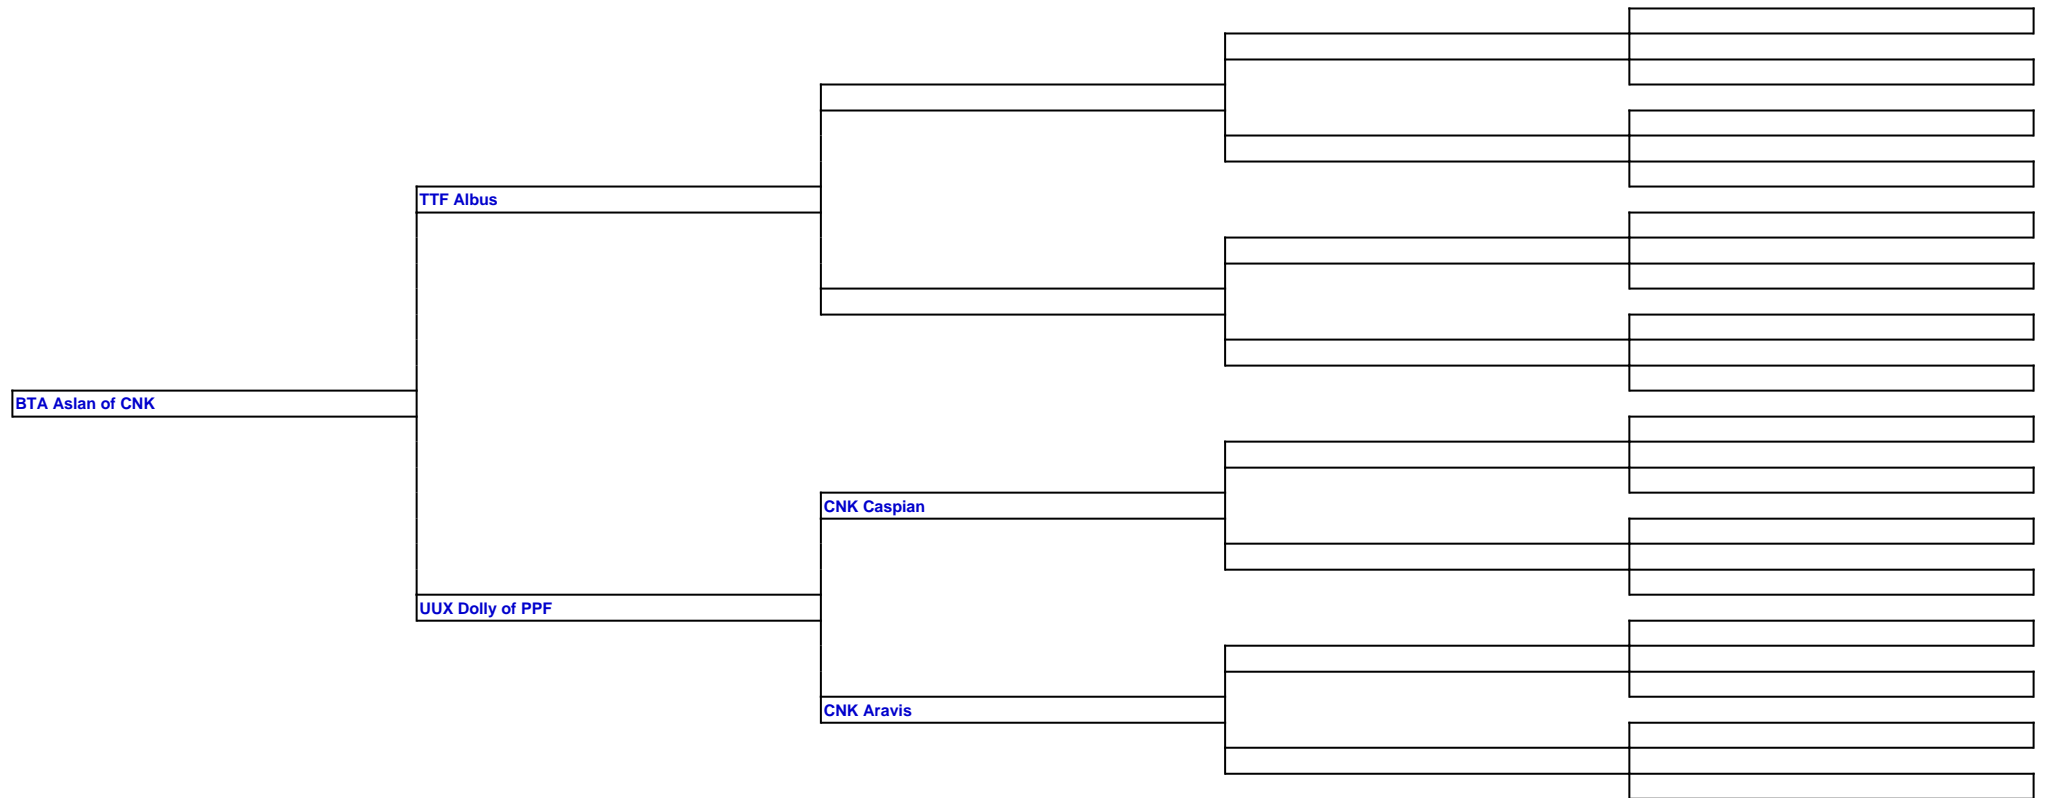 TTF Albus
BTA Aslan of CNK
CNK Caspian
UUX Dolly of PPF
CNK Aravis